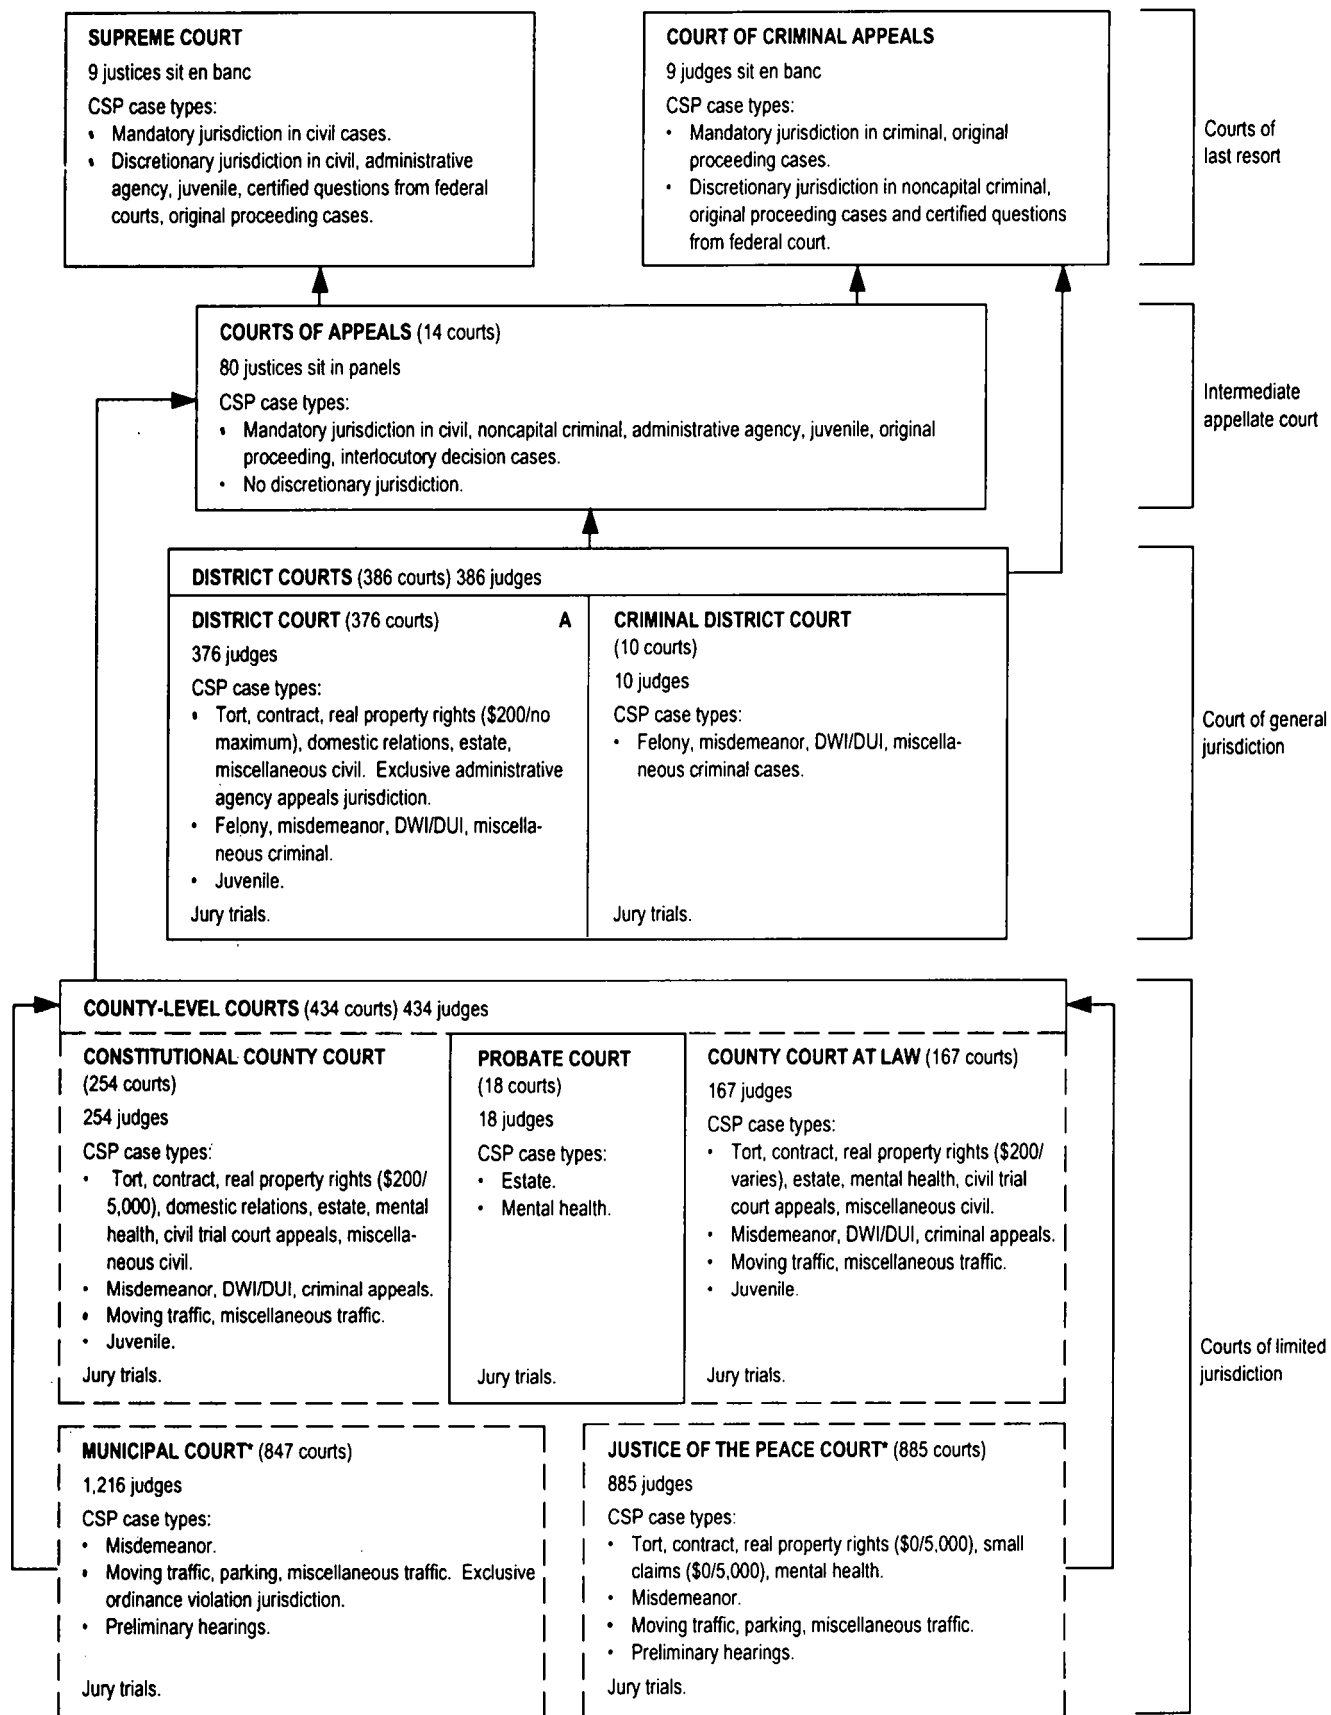 SUPREME COURT
9 justices sit en banc
CSP case types:
• Mandatory jurisdiction in civil cases.
• Discretionary jurisdiction in civil, administrative
agency, juvenile, certified questions from federal
courts, original proceeding cases.
COURT OF CRIMINAL APPEALS
9 judges sit en banc
CSP case types:
• Mandatory jurisdiction in criminal, original
proceeding cases.
• Discretionary jurisdiction in noncapital criminal,
original proceeding cases and certified questions
from federal court.
Courts of
last resort
COURTS OF APPEALS (14 courts)
80 justices sit in panels
CSP case types:
• Mandatory jurisdiction in civil, noncapital criminal, administrative agency, juvenile, original
proceeding, interlocutory decision cases.
• No discretionary jurisdiction.
Intermediate
appellate court
DISTRICT COURTS (386 courts) 386 judges
DISTRICT COURT (376 courts) A
376 judges
CSP case types:
• Tort, contract, real property rights ($200/no
maximum), domestic relations, estate,
miscellaneous civil. Exclusive administrative
agency appeals jurisdiction.
• Felony, misdemeanor, DWI/DUI, miscella-
neous criminal.
• Juvenile.
Jury trials.
CRIMINAL DISTRICT COURT
(10 courts)
10 judges
CSP case types:
• Felony, misdemeanor, DWI/DUI, miscella-
neous criminal cases.
Jury trials.
Court of general
jurisdiction
COUNTY-LEVEL COURTS (434 courts) 434 judges
CONSTITUTIONAL COUNTY COURT
(254 courts)
254 judges
CSP case types:
• Tort, contract, real property rights ($200/
5,000), domestic relations, estate, mental
health, civil trial court appeals, miscella-
neous civil.
• Misdemeanor, DWI/DUI, criminal appeals.
• Moving traffic, miscellaneous traffic.
• Juvenile.
Jury trials.
PROBATE COURT
(18 courts)
18 judges
CSP case types:
• Estate.
• Mental health.
Jury trials.
COUNTY COURT AT LAW (167 courts)
167 judges
CSP case types:
• Tort, contract, real property rights ($200/
varies), estate, mental health, civil trial
court appeals, miscellaneous civil.
• Misdemeanor, DWI/DUI, criminal appeals.
• Moving traffic, miscellaneous traffic.
• Juvenile.
Jury trials.
Courts of limited
jurisdiction
MUNICIPAL COURT* (847 courts)
1,216 judges
CSP case types:
• Misdemeanor.
• Moving traffic, parking, miscellaneous traffic. Exclusive
ordinance violation jurisdiction.
• Preliminary hearings.
Jury trials.
JUSTICE OF THE PEACE COURT* (885 courts)
885 judges
CSP case types:
• Tort, contract, real property rights ($0/5,000), small
claims ($0/5,000), mental health.
• Misdemeanor.
• Moving traffic, parking, miscellaneous traffic.
• Preliminary hearings.
Jury trials.